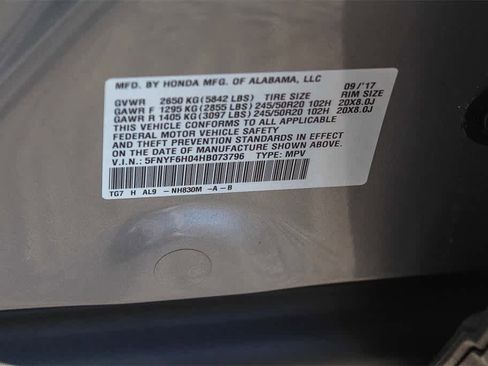 MFD. BY HONDA MFG. OF ALABAMA, LLC 09/'17
GVWR 2650 KG (5842 LBS) TIRE SIZE RIM SIZE
GAWR F 1295 KG (2855 LBS) 245/50R20 102H 20X8.0J
GAWR R 1405 KG (3097 LBS) 245/50R20 102H 20X8.0J
THIS VEHICLE CONFORMS TO ALL APPLICABLE
FEDERAL MOTOR VEHICLE SAFETY
AND THEFT PREVENTION STANDARDS IN EFFECT
ON THE DATE OF MANUFACTURE SHOWN ABOVE.
V.I.N.: 5FNYF6H04HB073796 TYPE: MPV
TG7 H AL9 -NH830M -A-B